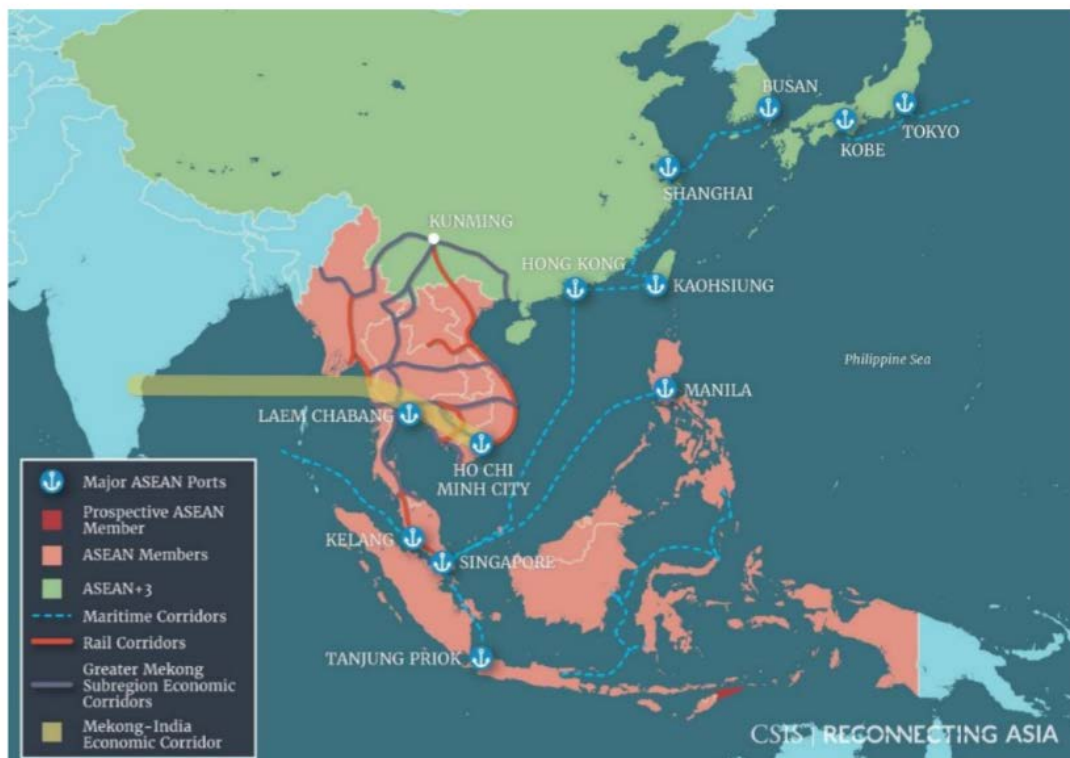 BUSAN
TOKYO
KOBE
SHANGHAI
KUNMING
HONG KONG
KAOHSIUNG
Philippine Sea
MANILA
LAEM CHABANG
HO CHI
MINH CITY
KELANG
SINGAPORE
TANJUNG PRIOK
Major ASEAN Ports
Prospective ASEAN
Member
ASEAN Members
ASEAN+3
Maritime Corridors
Rail Corridors
Greater Mekong
Subregion Economic
Corridors
Mekong-India
Economic Corridor
CSIS | RECONNECTING ASIA